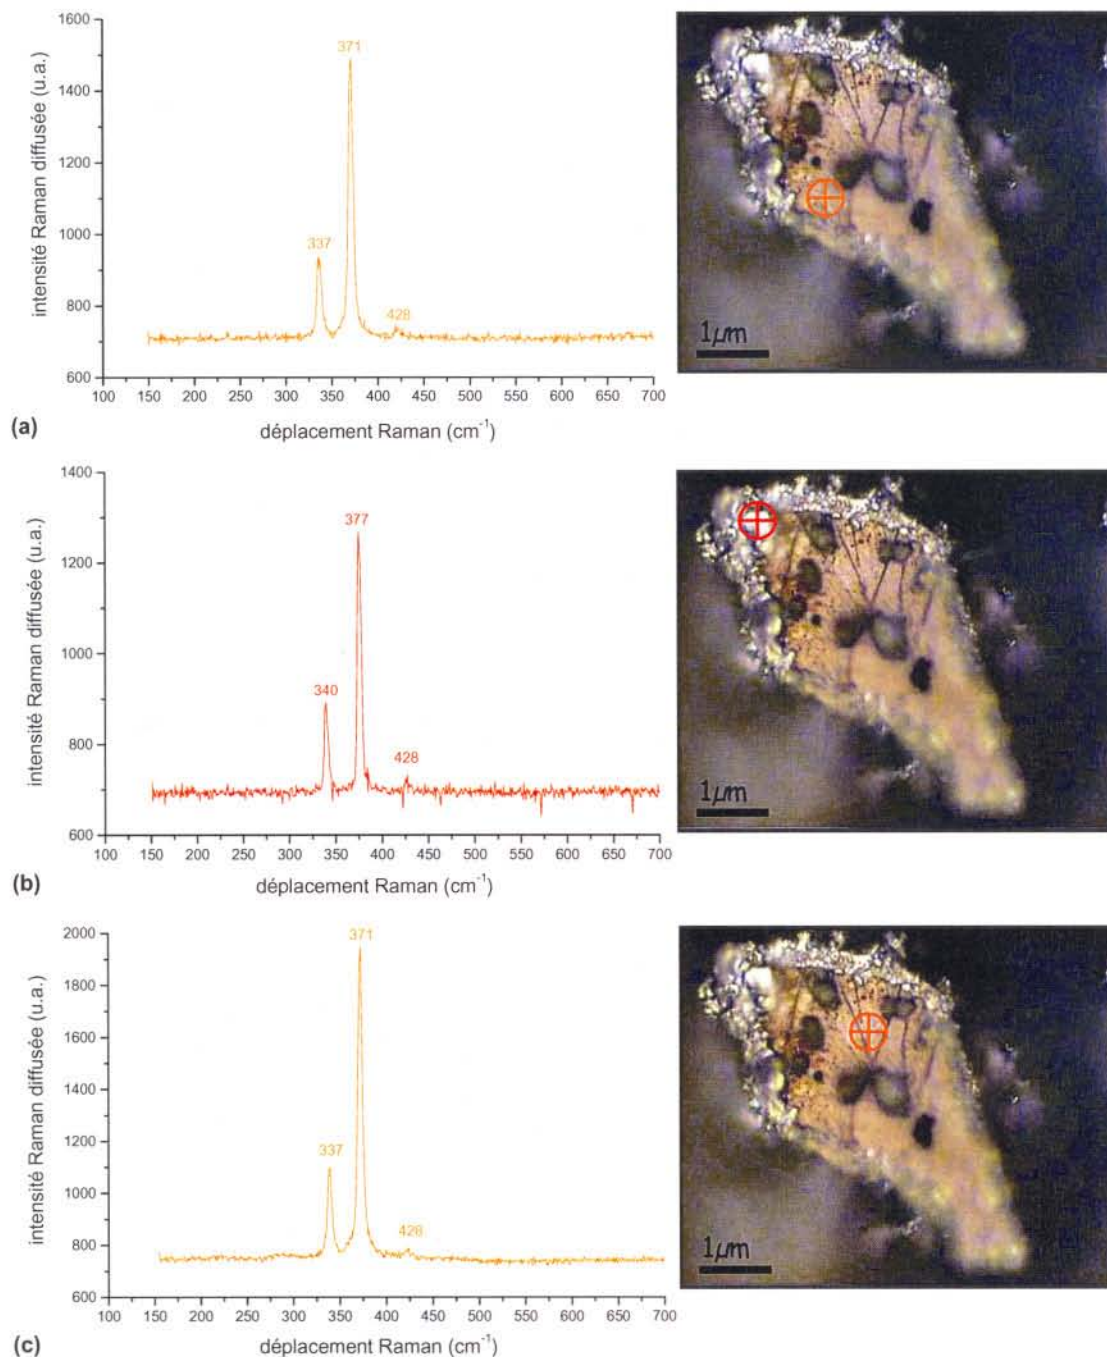 intensité Raman diffusée (u.a.)
1600
1400
1200
1000
800
600
371
337
428
100 150 200 250 300 350 400 450 500 550 600 650 700
déplacement Raman (cm⁻¹)
1µm
(a)
intensité Raman diffusée (u.a.)
1400
1200
1000
800
600
377
340
428
100 150 200 250 300 350 400 450 500 550 600 650 700
déplacement Raman (cm⁻¹)
1µm
(b)
intensité Raman diffusée (u.a.)
2000
1800
1600
1400
1200
1000
800
600
371
337
428
100 150 200 250 300 350 400 450 500 550 600 650 700
déplacement Raman (cm⁻¹)
1µm
(c)